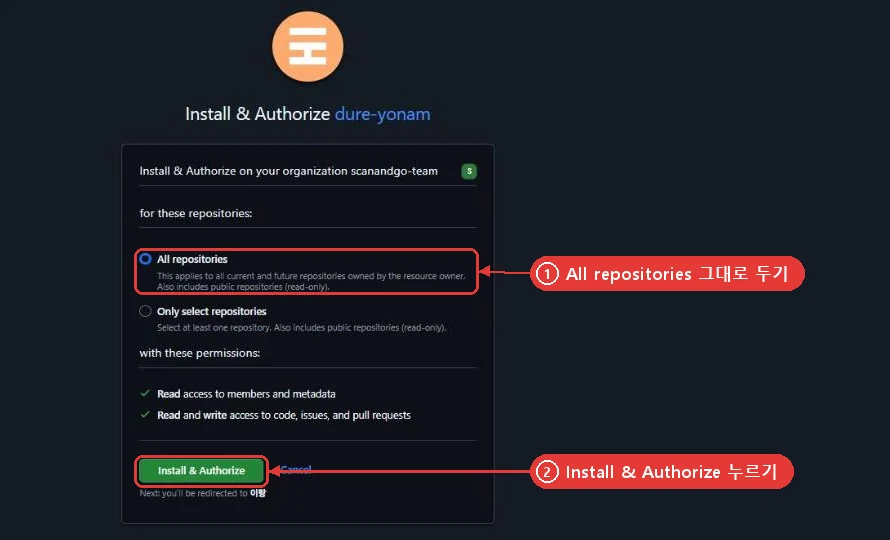 Install & Authorize dure-yonam
Install & Authorize on your organization scanandgo-team S
for these repositories:
All repositories
This applies to all current and future repositories owned by the resource owner.
Also includes public repositories (read-only).
① All repositories 그대로 두기
Only select repositories
Select at least one repository. Also includes public repositories (read-only).
with these permissions:
Read access to members and metadata
Read and write access to code, issues, and pull requests
Install & Authorize Cancel
② Install & Authorize 누르기
Next: you'll be redirected to 이랑